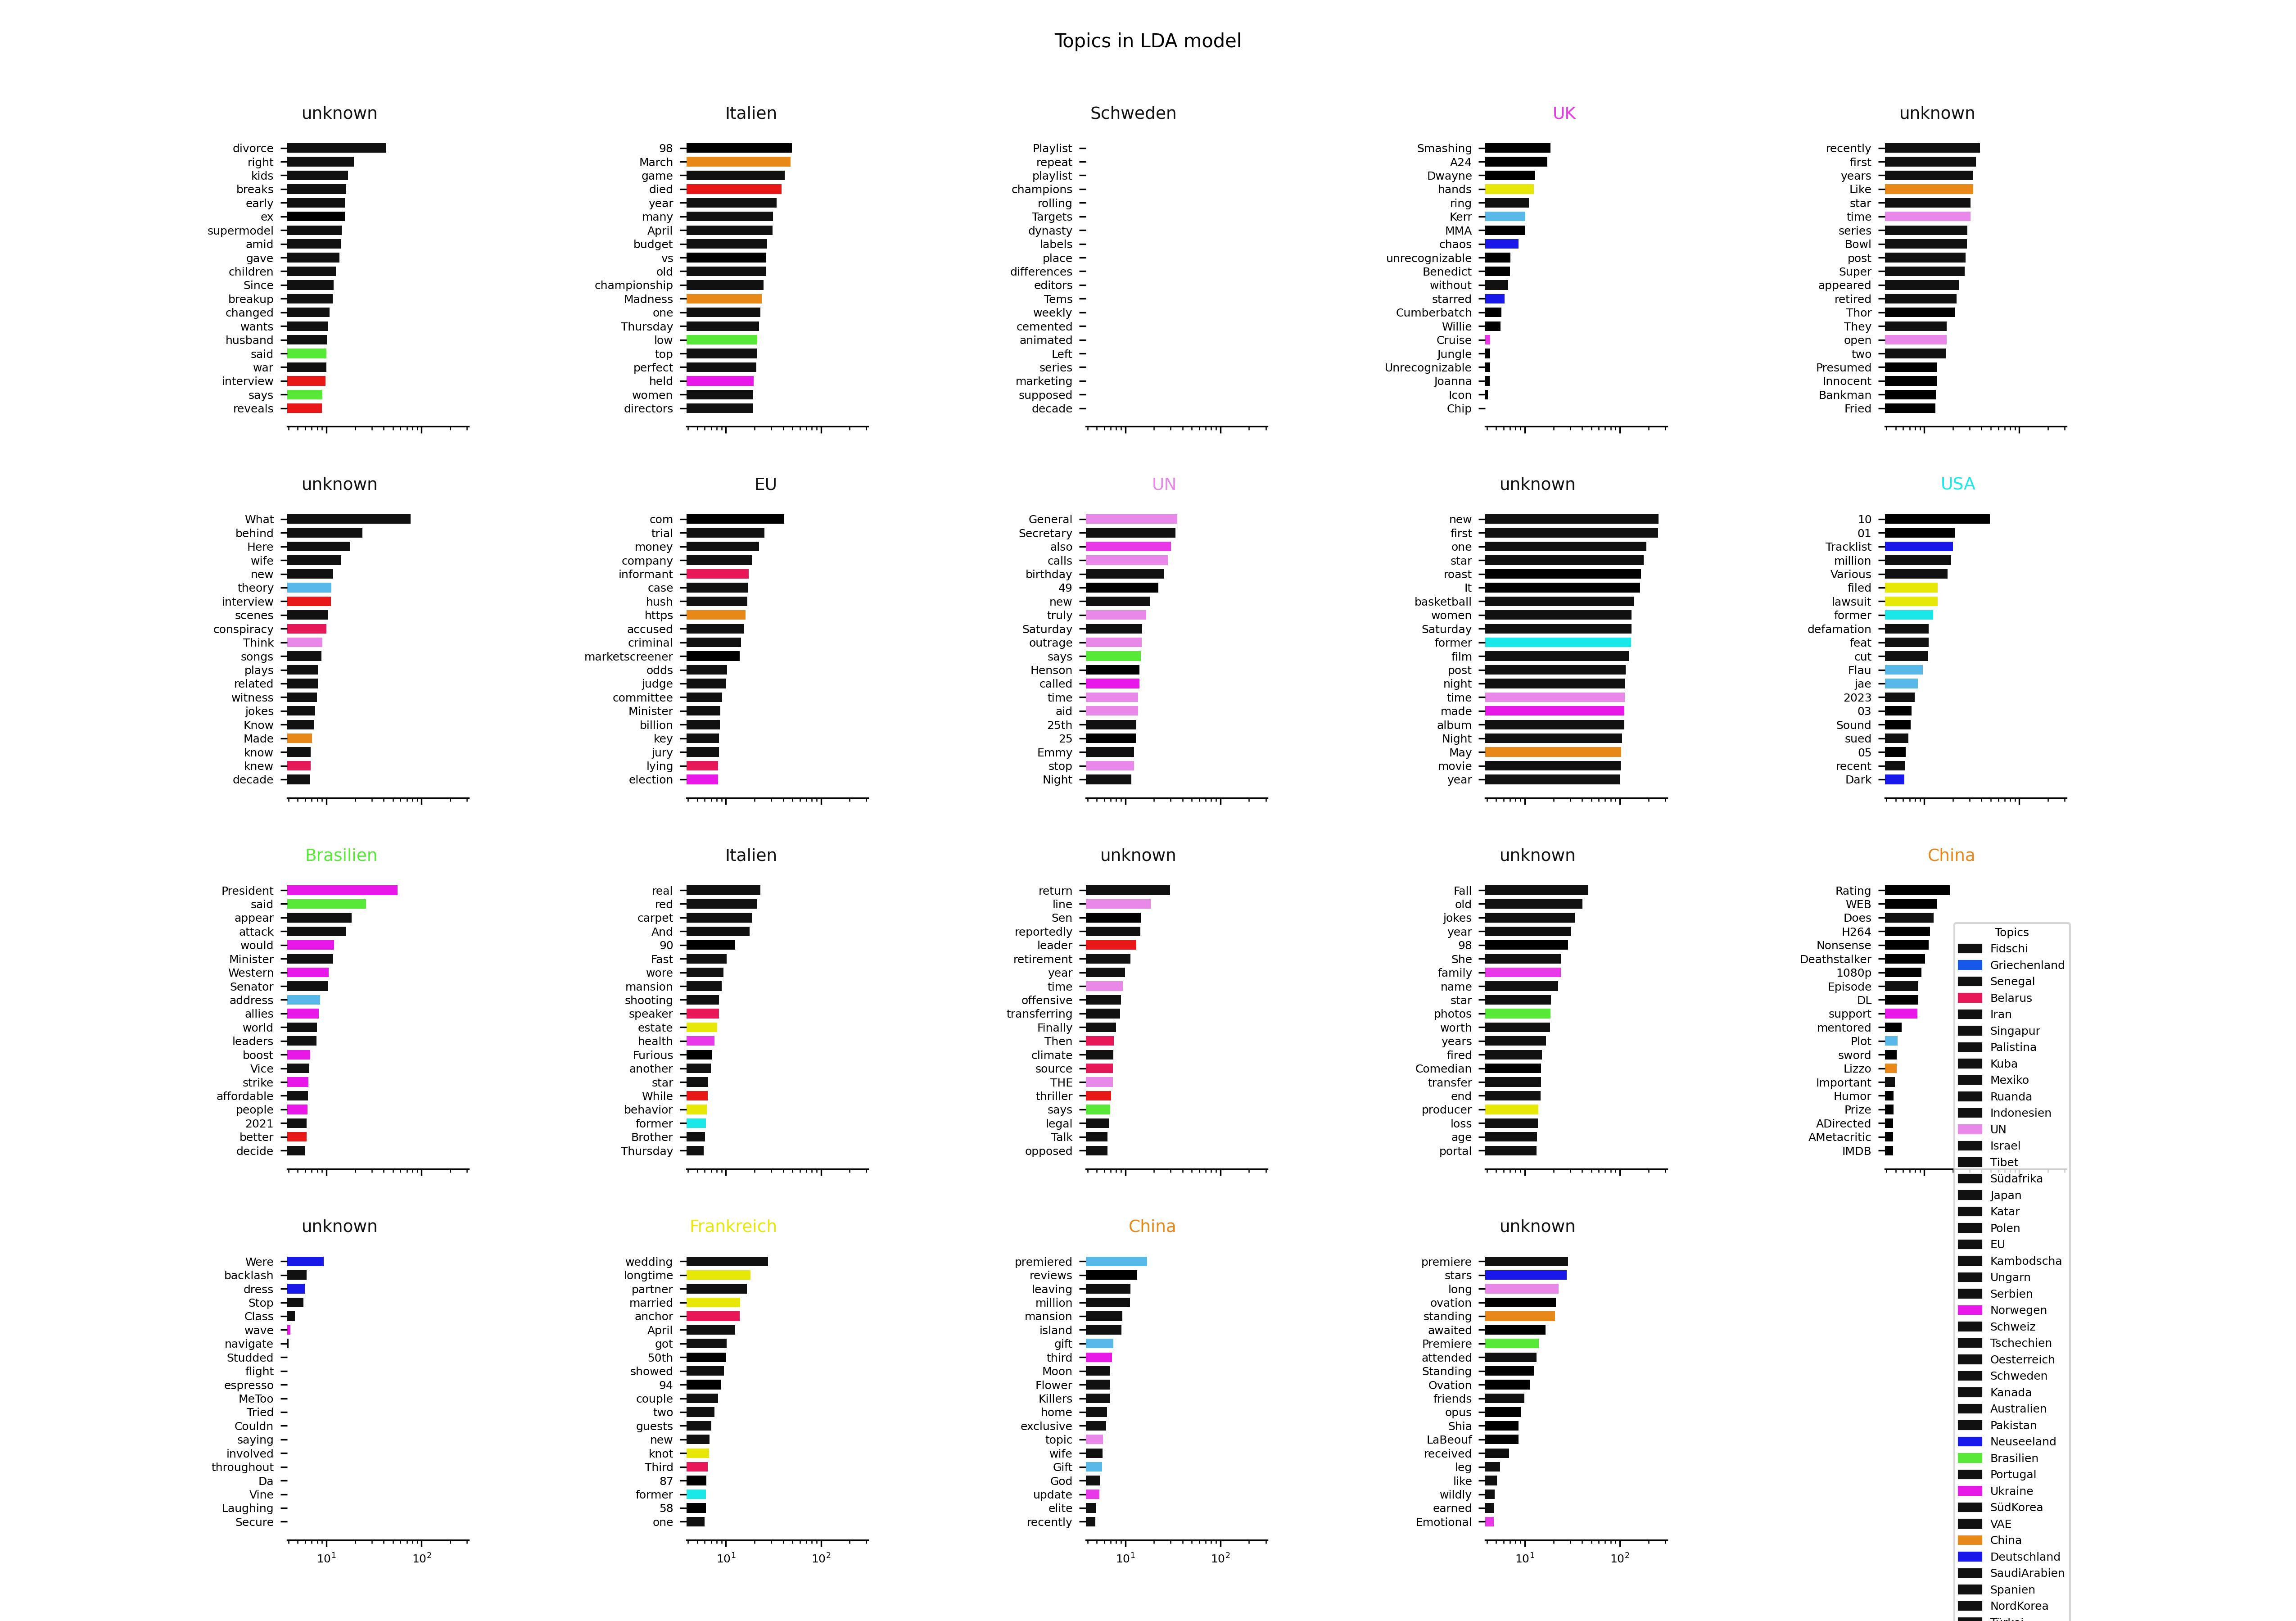 Topics in LDA model
unknown
divorce
right
kids
breaks
early
ex
supermodel
amid
gave
children
Since
breakup
changed
wants
husband
said
war
interview
says
reveals
Italien
98
March
game
died
year
many
April
budget
vs
old
championship
Madness
one
Thursday
low
top
perfect
held
women
directors
Schweden
Playlist
repeat
playlist
champions
rolling
Targets
dynasty
labels
place
differences
editors
Tems
weekly
cemented
animated
Left
series
marketing
supposed
decade
UK
Smashing
A24
Dwayne
hands
ring
Kerr
MMA
chaos
unrecognizable
Benedict
without
starred
Cumberbatch
Willie
Cruise
Jungle
Unrecognizable
Joanna
Icon
Chip
unknown
recently
first
years
Like
star
time
series
Bowl
post
Super
appeared
retired
Thor
They
open
two
Presumed
Innocent
Bankman
Fried
unknown
What
behind
Here
wife
new
theory
interview
scenes
conspiracy
Think
songs
plays
related
witness
jokes
Know
Made
know
knew
decade
EU
com
trial
money
company
informant
case
hush
https
accused
criminal
marketscreener
odds
judge
committee
Minister
billion
key
jury
lying
election
UN
General
Secretary
also
calls
birthday
49
new
truly
Saturday
outrage
says
Henson
called
time
aid
25th
25
Emmy
stop
Night
unknown
new
first
one
star
roast
It
basketball
women
Saturday
former
film
post
night
time
made
album
Night
May
movie
year
USA
10
01
Tracklist
million
Various
filed
lawsuit
former
defamation
feat
cut
Flau
jae
2023
03
Sound
sued
05
recent
Dark
Brasilien
President
said
appear
attack
would
Minister
Western
Senator
address
allies
world
leaders
boost
Vice
strike
affordable
people
2021
better
decide
Italien
real
red
carpet
And
90
Fast
wore
mansion
shooting
speaker
estate
health
Furious
another
star
While
behavior
former
Brother
Thursday
unknown
return
line
Sen
reportedly
leader
retirement
year
time
offensive
transferring
Finally
Then
climate
source
THE
thriller
says
legal
Talk
opposed
unknown
Fall
old
jokes
year
98
She
family
name
star
photos
worth
years
fired
Comedian
transfer
end
producer
loss
age
portal
China
Rating
WEB
Does
H264
Nonsense
Deathstalker
1080p
Episode
DL
support
mentored
Plot
sword
Lizzo
Important
Humor
Prize
ADirected
AMetacritic
IMDB
unknown
Were
backlash
dress
Stop
Class
wave
navigate
Studded
flight
espresso
MeToo
Tried
Couldn
saying
involved
throughout
Da
Vine
Laughing
Secure
10¹ 10²
Frankreich
wedding
longtime
partner
married
anchor
April
got
50th
showed
94
couple
two
guests
new
knot
Third
87
former
58
one
10¹ 10²
China
premiered
reviews
leaving
million
mansion
island
gift
third
Moon
Flower
Killers
home
exclusive
topic
wife
Gift
God
update
elite
recently
10¹ 10²
unknown
premiere
stars
long
ovation
standing
awaited
Premiere
attended
Standing
Ovation
friends
opus
Shia
LaBeouf
received
leg
like
wildly
earned
Emotional
10¹ 10²
Topics
Fidschi
Griechenland
Senegal
Belarus
Iran
Singapur
Palistina
Kuba
Mexiko
Ruanda
Indonesien
UN
Israel
Tibet
Südafrika
Japan
Katar
Polen
EU
Kambodscha
Ungarn
Serbien
Norwegen
Schweiz
Tschechien
Oesterreich
Schweden
Kanada
Australien
Pakistan
Neuseeland
Brasilien
Portugal
Ukraine
SüdKorea
VAE
China
Deutschland
SaudiArabien
Spanien
NordKorea